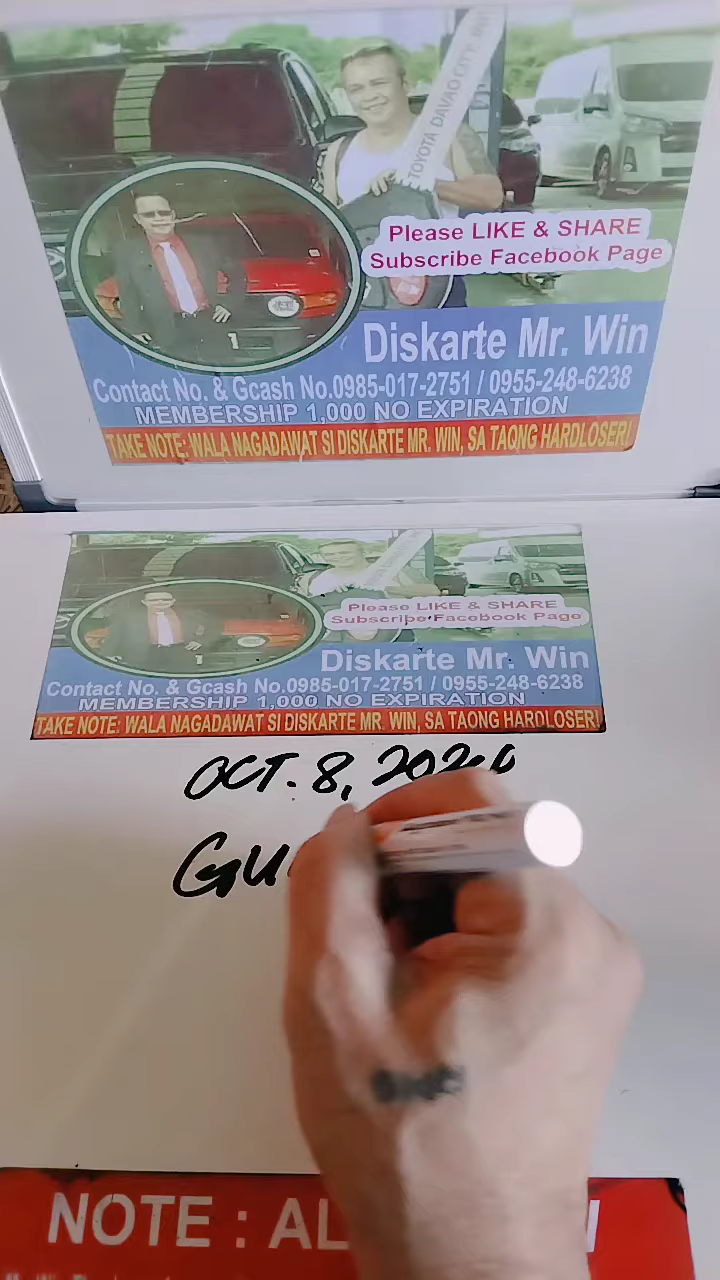 TOYOTA DAVAO CITY, INC
Please LIKE & SHARE
Subscribe Facebook Page
Diskarte Mr. Win
Contact No. & Gcash No.0985-017-2751 / 0955-248-6238
MEMBERSHIP 1,000 NO EXPIRATION
TAKE NOTE: WALA NAGADAWAT SI DISKARTE MR. WIN, SA TAONG HARDLOSER!
Please LIKE & SHARE
Subscribe Facebook Page
Diskarte Mr. Win
Contact No. & Gcash No.0985-017-2751 / 0955-248-6238
MEMBERSHIP 1,000 NO EXPIRATION
TAKE NOTE: WALA NAGADAWAT SI DISKARTE MR. WIN, SA TAONG HARDLOSER!
OCT. 8,
GU
NOTE : AL